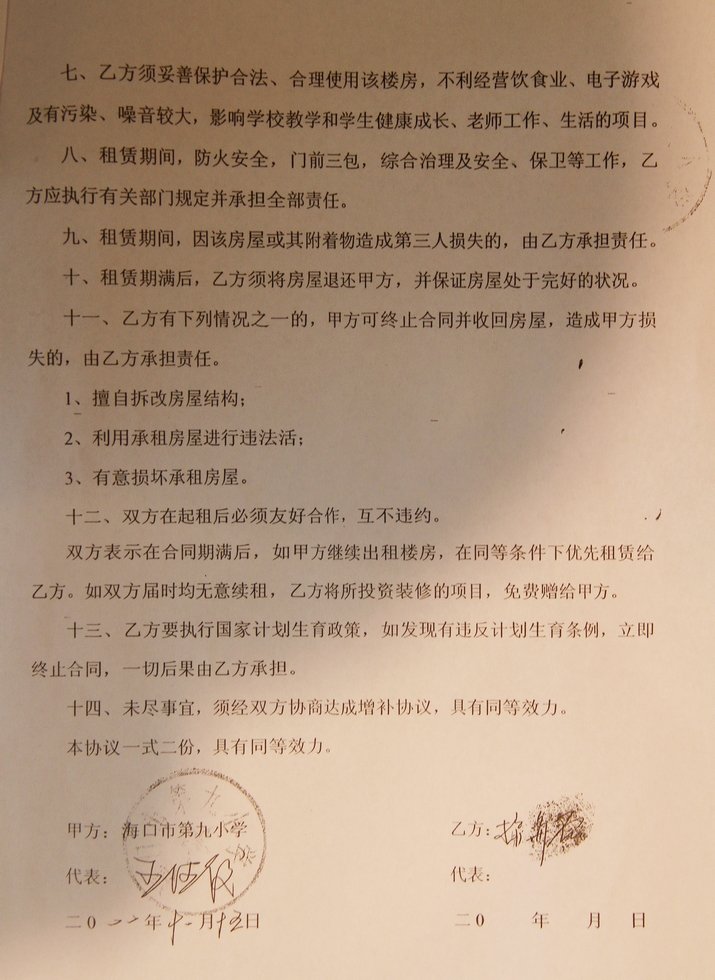 七、乙方须妥善保护合法、合理使用该楼房，不利经营饮食业、电子游戏
及有污染、噪音较大，影响学校教学和学生健康成长、老师工作、生活的项目。
八、租赁期间，防火安全，门前三包，综合治理及安全、保卫等工作，乙
方应执行有关部门规定并承担全部责任。
九、租赁期间，因该房屋或其附着物造成第三人损失的，由乙方承担责任。
十、租赁期满后，乙方须将房屋退还甲方，并保证房屋处于完好的状况。
十一、乙方有下列情况之一的，甲方可终止合同并收回房屋，造成甲方损
失的，由乙方承担责任。
1、擅自拆改房屋结构；
2、利用承租房屋进行违法活；
3、有意损坏承租房屋。
十二、双方在起租后必须友好合作，互不违约。
双方表示在合同期满后，如甲方继续出租楼房，在同等条件下优先租赁给
乙方。如双方届时均无意续租，乙方将所投资装修的项目，免费赠给甲方。
十三、乙方要执行国家计划生育政策，如发现有违反计划生育条例，立即
终止合同，一切后果由乙方承担。
十四、未尽事宜，须经双方协商达成增补协议，具有同等效力。
本协议一式二份，具有同等效力。
甲方：海口市第九小学 乙方：
代表： 代表：
二0一一年十一月十五日 二0 年 月 日